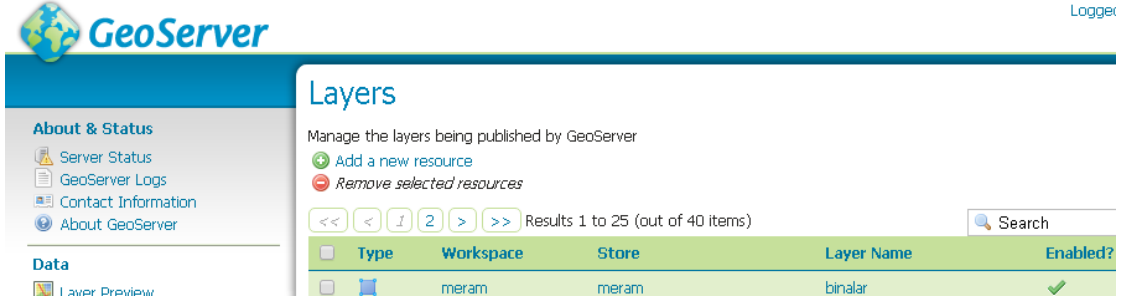 GeoServer
Logged
About & Status
Server Status
GeoServer Logs
Contact Information
About GeoServer
Data
Layer Preview
Layers
Manage the layers being published by GeoServer
Add a new resource
Remove selected resources
<< < 1 2 > >> Results 1 to 25 (out of 40 items) Search
Type Workspace Store Layer Name Enabled?
meram meram binalar